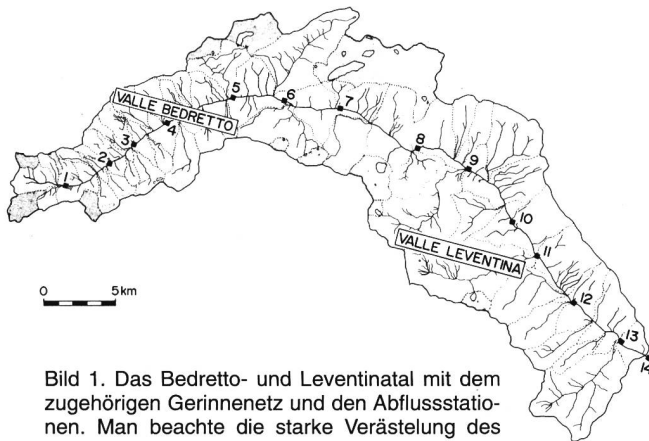 VALLE BEDRETTO
1
2
3
4
5
6
7
8
9
10
11
12
13
14
VALLE LEVENTINA
0 5km
Bild 1. Das Bedretto- und Leventinatal mit dem
zugehörigen Gerinnenetz und den Abflussstatio-
nen. Man beachte die starke Verästelung des